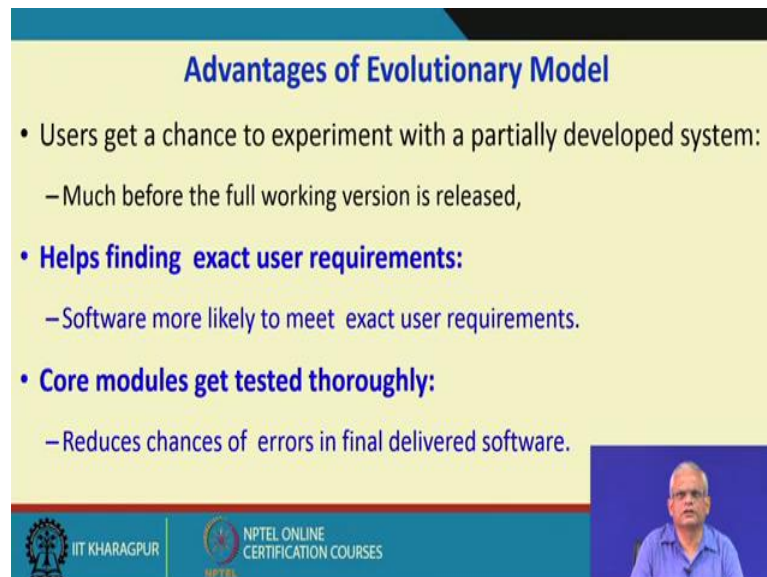 Advantages of Evolutionary Model
• Users get a chance to experiment with a partially developed system:
–Much before the full working version is released,
• Helps finding exact user requirements:
–Software more likely to meet exact user requirements.
• Core modules get tested thoroughly:
–Reduces chances of errors in final delivered software.
IIT KHARAGPUR
NPTEL ONLINE
CERTIFICATION COURSES
NPTEL